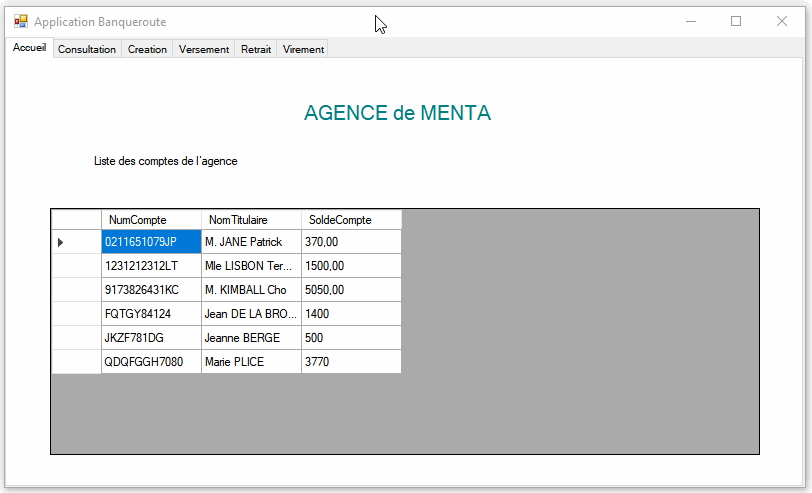 Application Banqueroute
Accueil Consultation Creation Versement Retrait Virement
AGENCE de MENTA
Liste des comptes de l'agence
NumCompte NomTitulaire SoldeCompte
0211651079JP M. JANE Patrick 370,00
1231212312LT Mle LISBON Ter... 1500,00
9173826431KC M. KIMBALL Cho 5050,00
FQTGY84124 Jean DE LA BRO... 1400
JKZF781DG Jeanne BERGE 500
QDQFGGH7080 Marie PLICE 3770